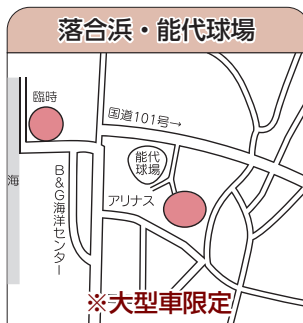 落合浜・能代球場
臨時
国道101号→
能代
球場
海
B&G海洋センター
アリナス
※大型車限定